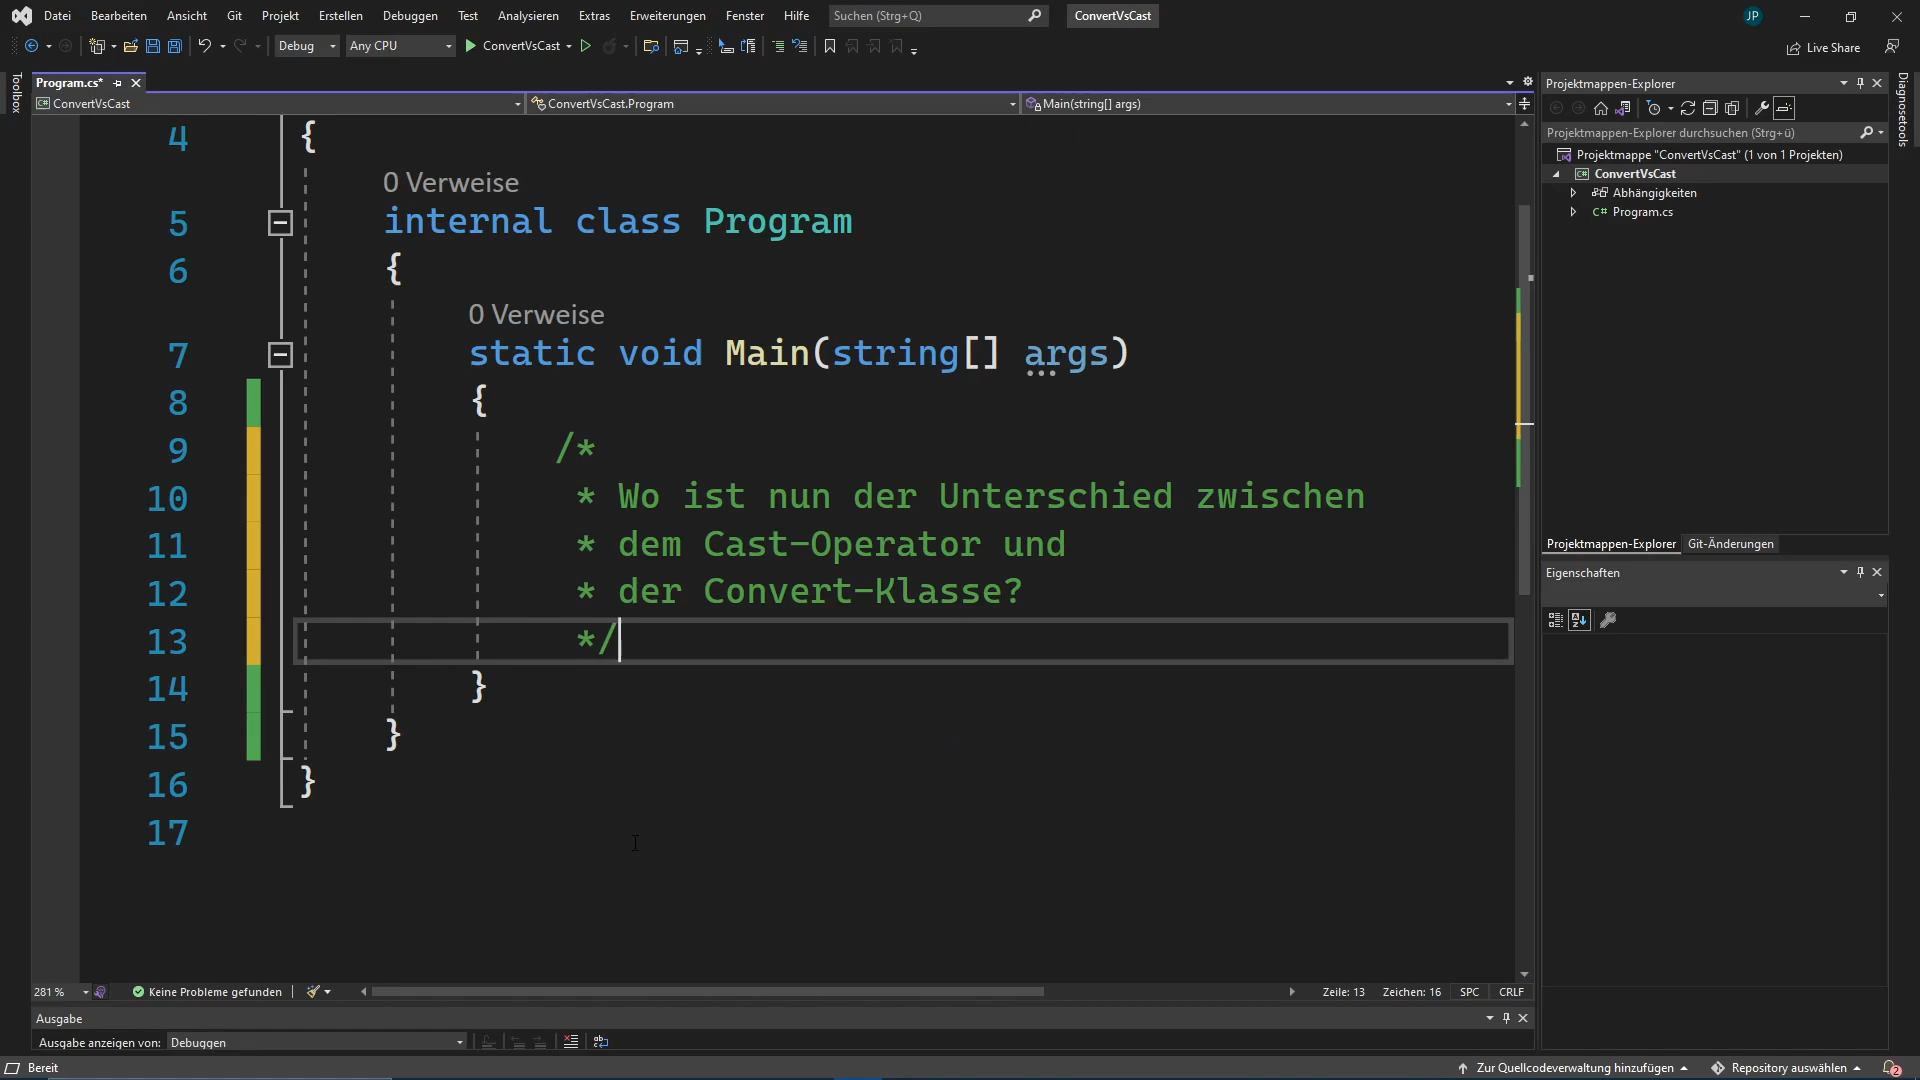 Datei Bearbeiten Ansicht Git Projekt Erstellen Debuggen Test Analysieren Extras Erweiterungen Fenster Hilfe Suchen (Strg+Q) ConvertVsCast JP
Debug Any CPU ConvertVsCast Live Share
Toolbox
Program.cs*
ConvertVsCast ConvertVsCast.Program Main(string[] args)
4 {
0 Verweise
5 internal class Program
6 {
0 Verweise
7 static void Main(string[] args)
8 {
9 /*
10 * Wo ist nun der Unterschied zwischen
11 * dem Cast-Operator und
12 * der Convert-Klasse?
13 */
14 }
15 }
16 }
17
281 % Keine Probleme gefunden Zeile: 13 Zeichen: 16 SPC CRLF
Ausgabe
Ausgabe anzeigen von: Debuggen
Projektmappen-Explorer
Projektmappen-Explorer durchsuchen (Strg+ü)
Projektmappe "ConvertVsCast" (1 von 1 Projekten)
C# ConvertVsCast
Abhängigkeiten
C# Program.cs
Projektmappen-Explorer Git-Änderungen
Eigenschaften
Diagnosetools
Bereit Zur Quellcodeverwaltung hinzufügen Repository auswählen 2